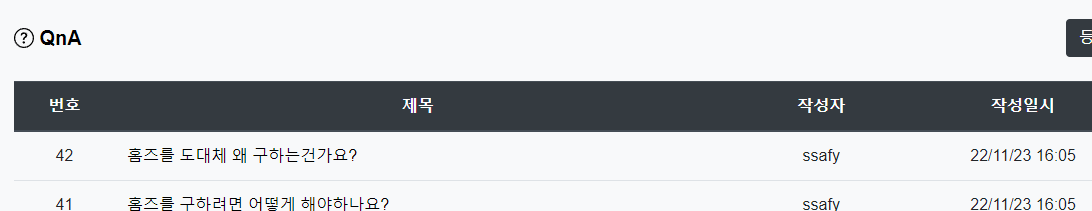 QnA
등
번호 제목 작성자 작성일시
42 홈즈를 도대체 왜 구하는건가요? ssafy 22/11/23 16:05
41 홈즈를 구하려면 어떻게 해야하나요? ssafy 22/11/23 16:05